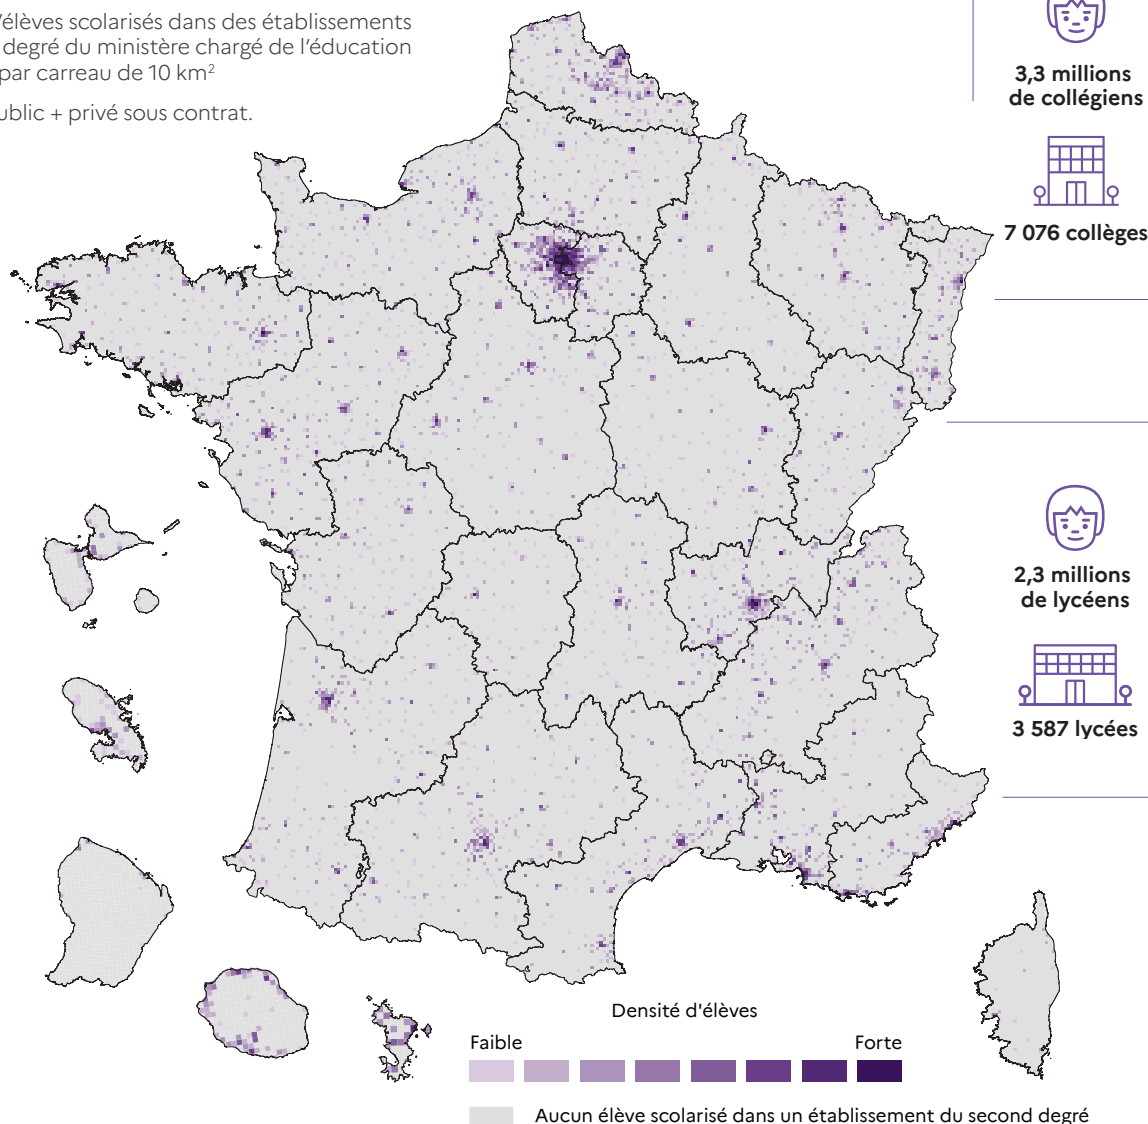 élèves scolarisés dans des établissements
degré du ministère chargé de l'éducation
par carreau de 10 km²
ublic + privé sous contrat.
3,3 millions
de collégiens
7 076 collèges
2,3 millions
de lycéens
3 587 lycées
Densité d'élèves
Faible
Forte
Aucun élève scolarisé dans un établissement du second degré